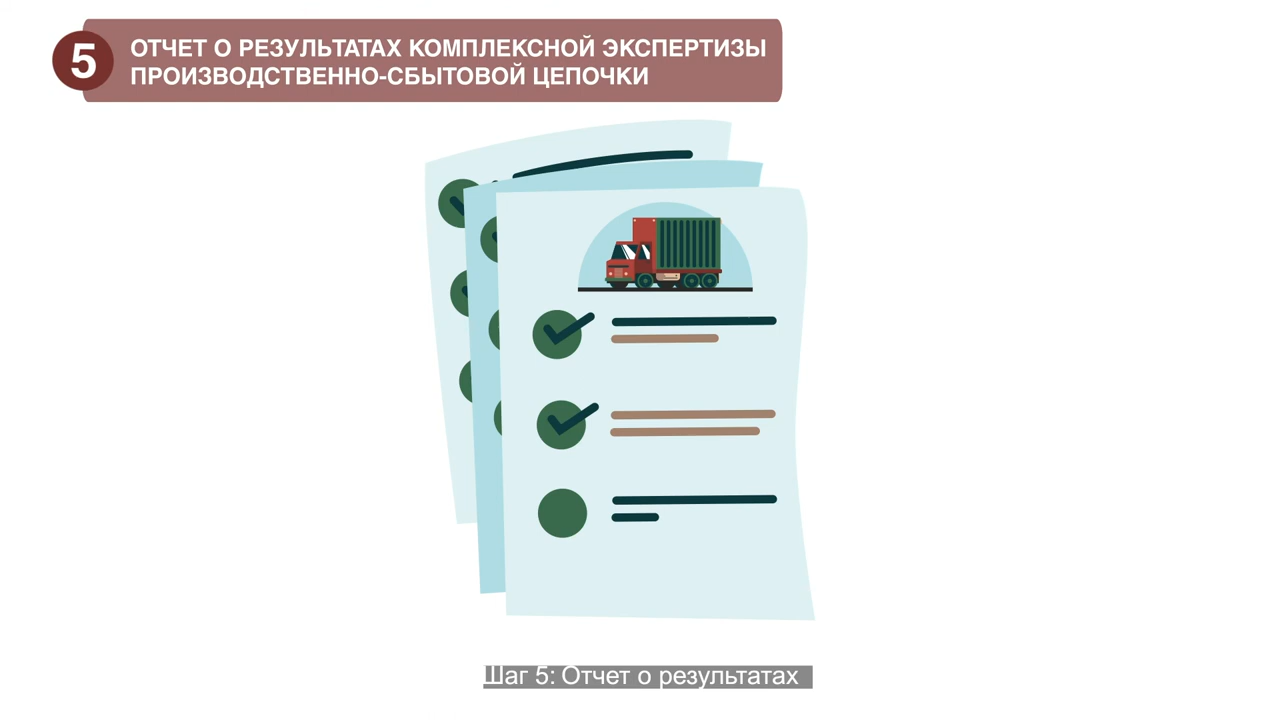 5
ОТЧЕТ О РЕЗУЛЬТАТАХ КОМПЛЕКСНОЙ ЭКСПЕРТИЗЫ
ПРОИЗВОДСТВЕННО-СБЫТОВОЙ ЦЕПОЧКИ
Шаг 5: Отчет о результатах